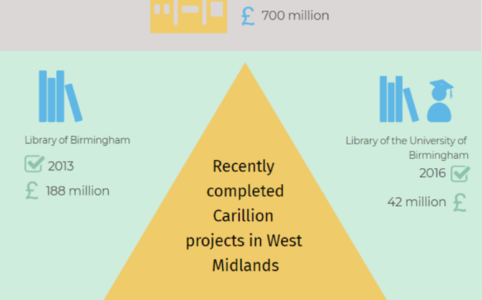 £ 700 million
Library of Birmingham
2013
£ 188 million
Library of the University of
Birmingham
2016
42 million £
Recently
completed
Carillion
projects in West
Midlands